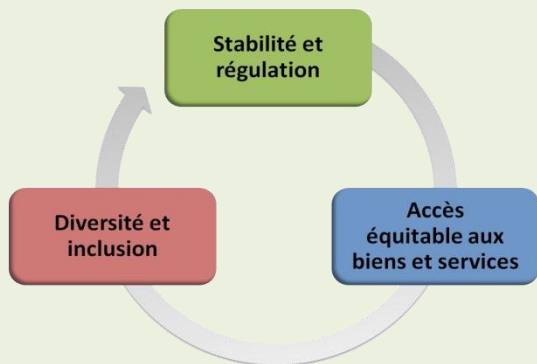 Stabilité et
régulation
Accès
équitable aux
biens et services
Diversité et
inclusion